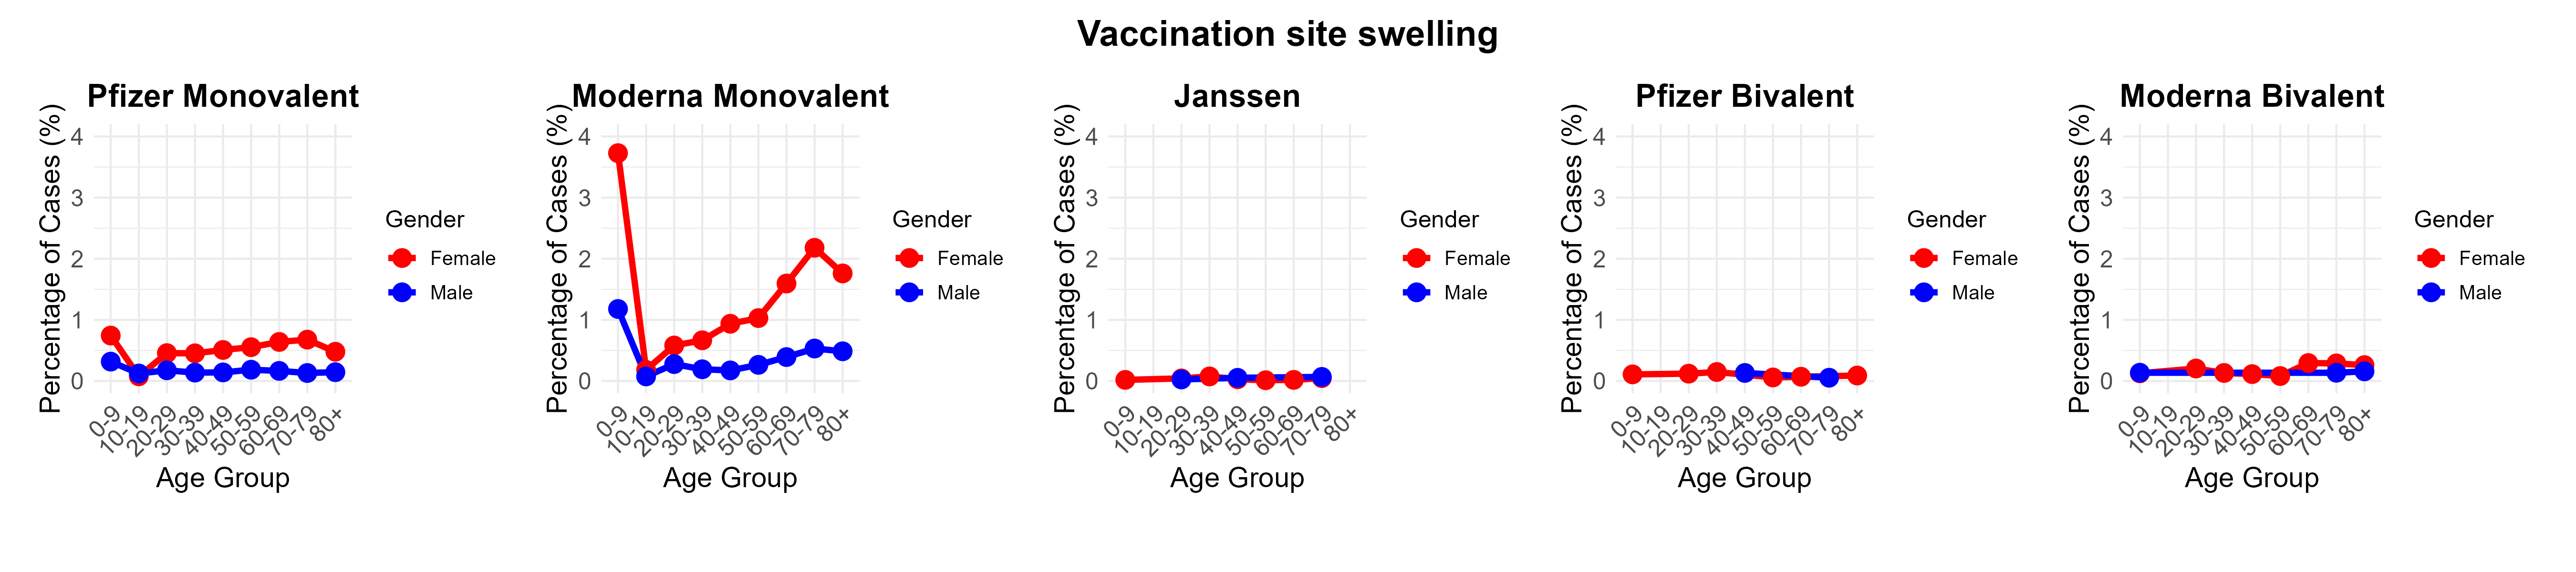 Vaccination site swelling
Pfizer Monovalent
Percentage of Cases (%)
4
3
2
1
0
0-9
10-19
20-29
30-39
40-49
50-59
60-69
70-79
80+
Age Group
Gender
Female
Male
Moderna Monovalent
Percentage of Cases (%)
4
3
2
1
0
0-9
10-19
20-29
30-39
40-49
50-59
60-69
70-79
80+
Age Group
Gender
Female
Male
Janssen
Percentage of Cases (%)
4
3
2
1
0
0-9
10-19
20-29
30-39
40-49
50-59
60-69
70-79
80+
Age Group
Gender
Female
Male
Pfizer Bivalent
Percentage of Cases (%)
4
3
2
1
0
0-9
10-19
20-29
30-39
40-49
50-59
60-69
70-79
80+
Age Group
Gender
Female
Male
Moderna Bivalent
Percentage of Cases (%)
4
3
2
1
0
0-9
10-19
20-29
30-39
40-49
50-59
60-69
70-79
80+
Age Group
Gender
Female
Male